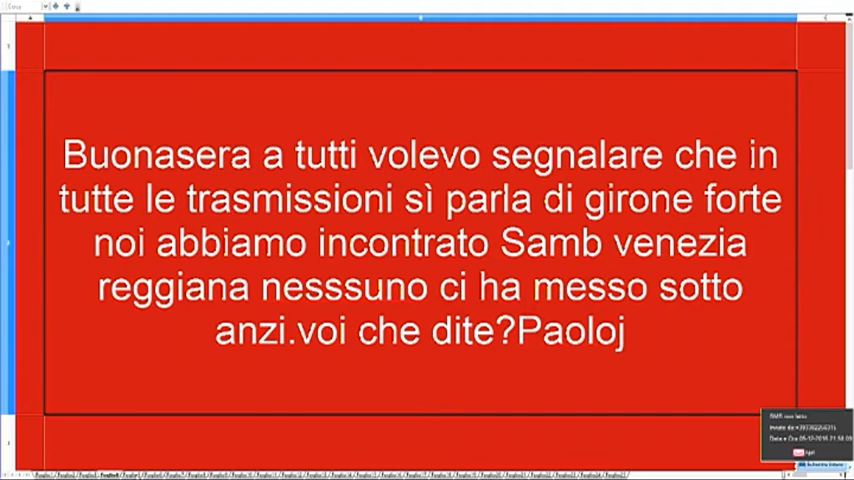 Cerca
Buonasera a tutti volevo segnalare che in
tutte le trasmissioni sì parla di girone forte
noi abbiamo incontrato Samb venezia
reggiana nesssuno ci ha messo sotto
anzi.voi che dite?Paoloj